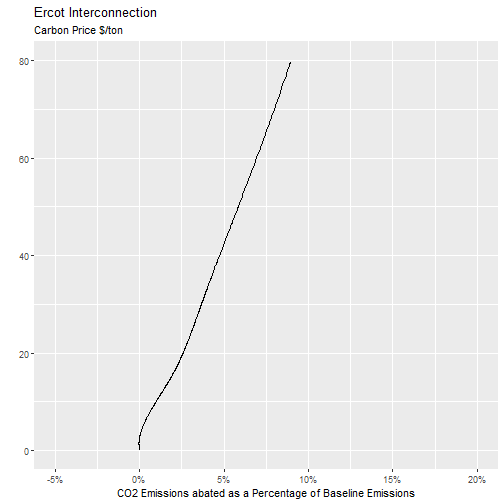 Ercot Interconnection
Carbon Price $/ton
80
60
40
20
0
-5% 0% 5% 10% 15% 20%
CO2 Emissions abated as a Percentage of Baseline Emissions